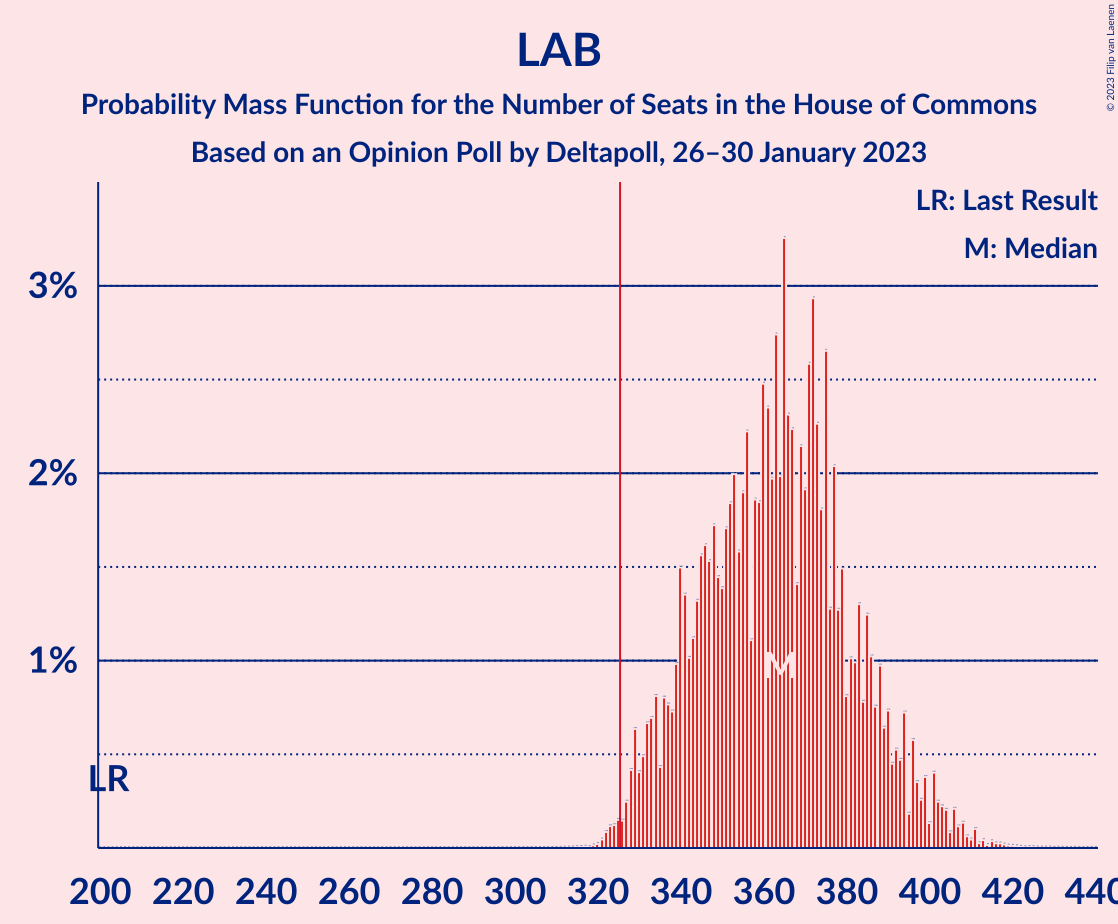 LAB
Probability Mass Function for the Number of Seats in the House of Commons
Based on an Opinion Poll by Deltapoll, 26–30 January 2023
© 2023 Filip van Laenen
LR: Last Result
M: Median
3%
2%
1%
M
LR
200 220 240 260 280 300 320 340 360 380 400 420 440